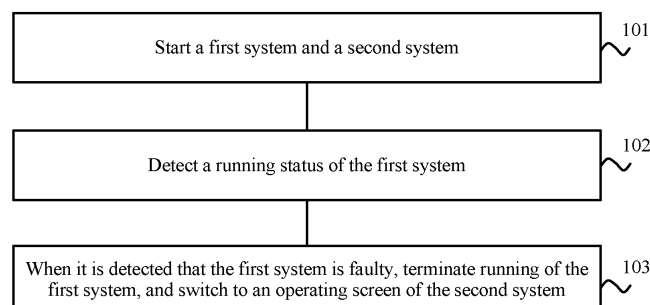 101
Start a first system and a second system
102
Detect a running status of the first system
103
When it is detected that the first system is faulty, terminate running of the
first system, and switch to an operating screen of the second system